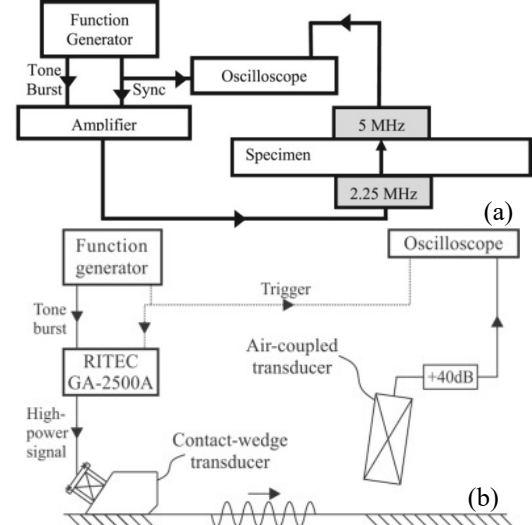 Function
Generator
Tone
Burst
Sync
Oscilloscope
Amplifier
5 MHz
Specimen
2.25 MHz
(a)
Function
generator
Oscilloscope
Trigger
Tone
burst
RITEC
GA-2500A
Air-coupled
transducer
+40dB
High-
power
signal
Contact-wedge
transducer
(b)